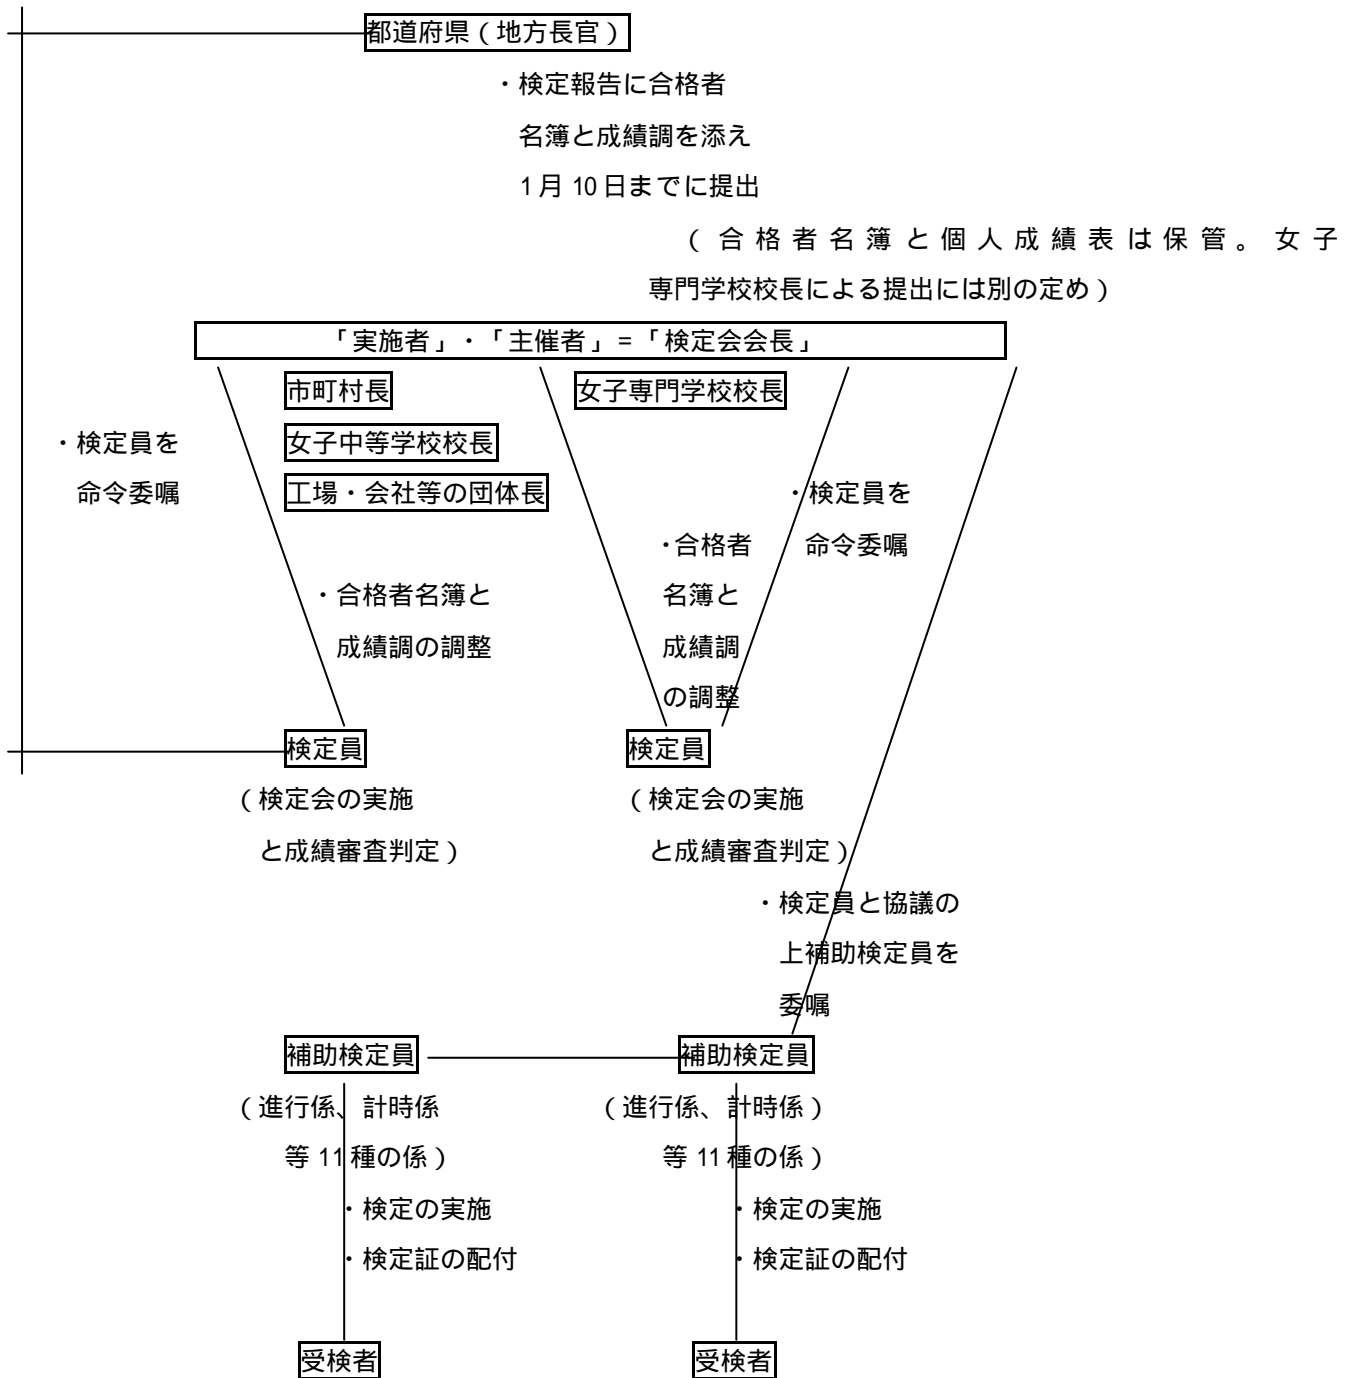 都道府県（地方長官）
・検定報告に合格者
名簿と成績調を添え
1月10日までに提出
（合格者名簿と個人成績表は保管。女子
専門学校校長による提出には別の定め）
「実施者」・「主催者」=「検定会会長」
市町村長
女子専門学校校長
女子中等学校校長
工場・会社等の団体長
・検定員を
命令委嘱
・検定員を
命令委嘱
・合格者
名簿と
成績調
の調整
・合格者名簿と
成績調の調整
検定員
検定員
（検定会の実施
と成績審査判定）
（検定会の実施
と成績審査判定）
・検定員と協議の
上補助検定員を
委嘱
補助検定員
補助検定員
（進行係、計時係
等11種の係）
（進行係、計時係）
等11種の係）
・検定の実施
・検定証の配付
・検定の実施
・検定証の配付
受検者
受検者